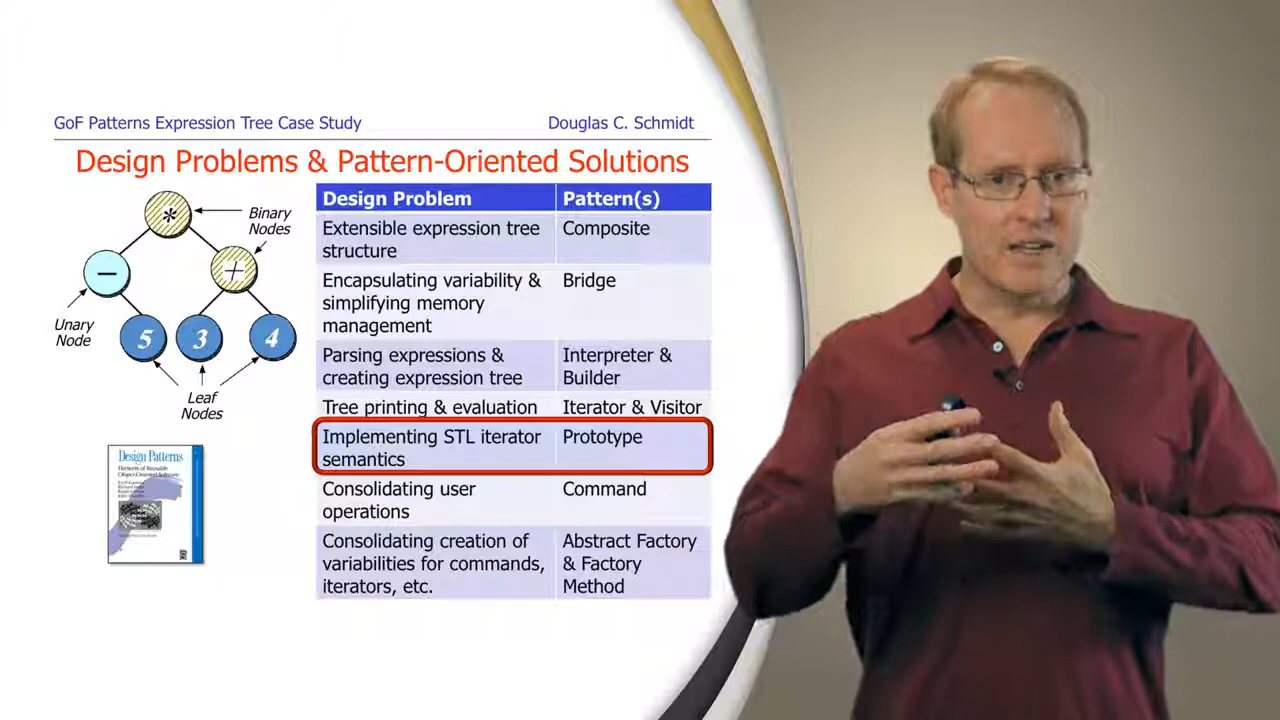 GoF Patterns Expression Tree Case Study
Douglas C. Schmidt
Design Problems & Pattern-Oriented Solutions
*
Binary
Nodes
−
+
Unary
Node
5
3
4
Leaf
Nodes
Design Patterns
Design Problem
Pattern(s)
Extensible expression tree
structure
Composite
Encapsulating variability &
simplifying memory
management
Bridge
Parsing expressions &
creating expression tree
Interpreter &
Builder
Tree printing & evaluation
Iterator & Visitor
Implementing STL iterator
semantics
Prototype
Consolidating user
operations
Command
Consolidating creation of
variabilities for commands,
iterators, etc.
Abstract Factory
& Factory
Method